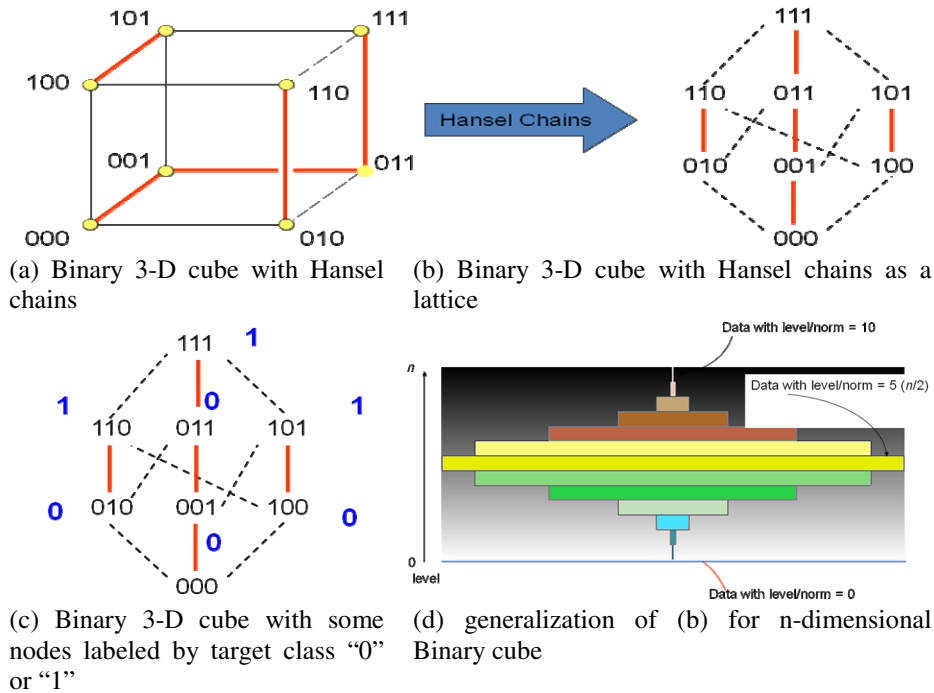 101
111
100
110
001
011
000
010
Hansel Chains
111
110 011 101
010 001 100
000
(a) Binary 3-D cube with Hansel
chains
(b) Binary 3-D cube with Hansel chains as a
lattice
1
111
0
1
1
110 011 101
010 001 100
0
0
0
000
(c) Binary 3-D cube with some
nodes labeled by target class “0”
or “1”
Data with level/norm = 10
n
Data with level/norm = 5 (n/2)
0
level
Data with level/norm = 0
(d) generalization of (b) for n-dimensional
Binary cube